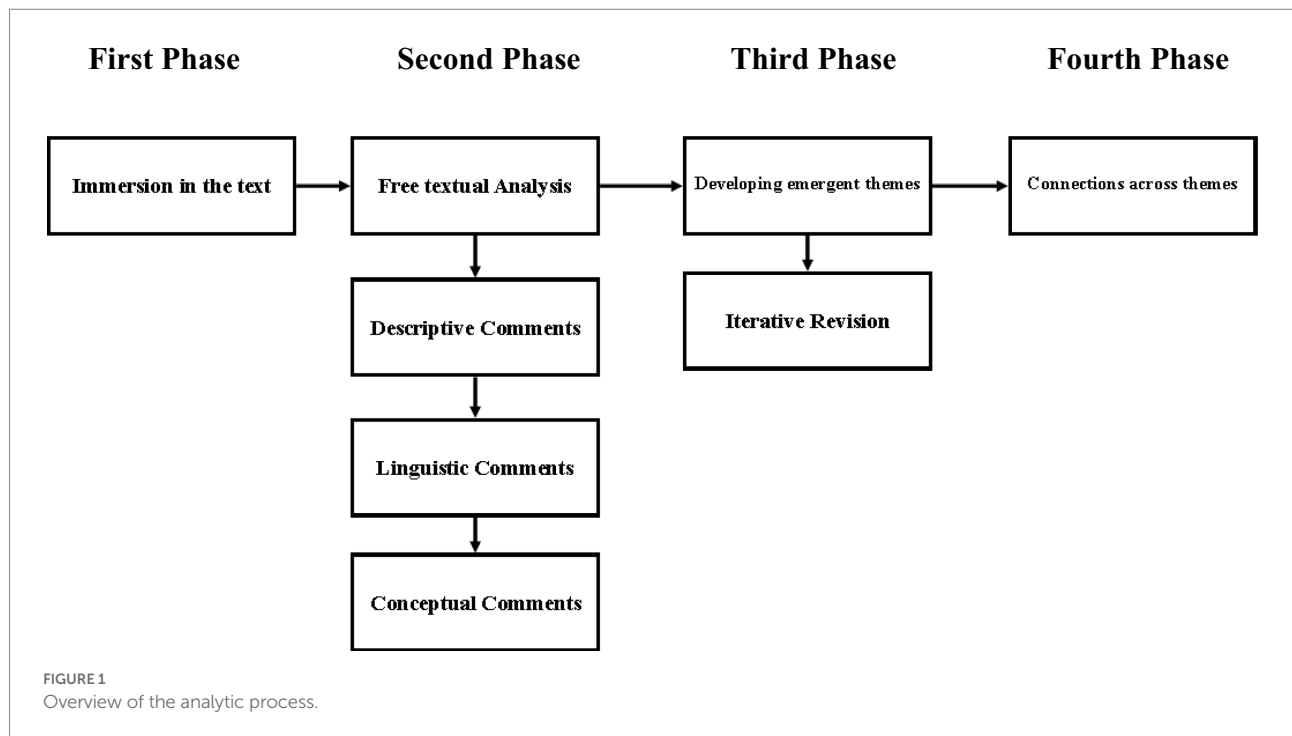 First Phase
Second Phase
Third Phase
Fourth Phase
Immersion in the text
Free textual Analysis
Developing emergent themes
Connections across themes
Descriptive Comments
Iterative Revision
Linguistic Comments
Conceptual Comments
FIGURE 1
Overview of the analytic process.